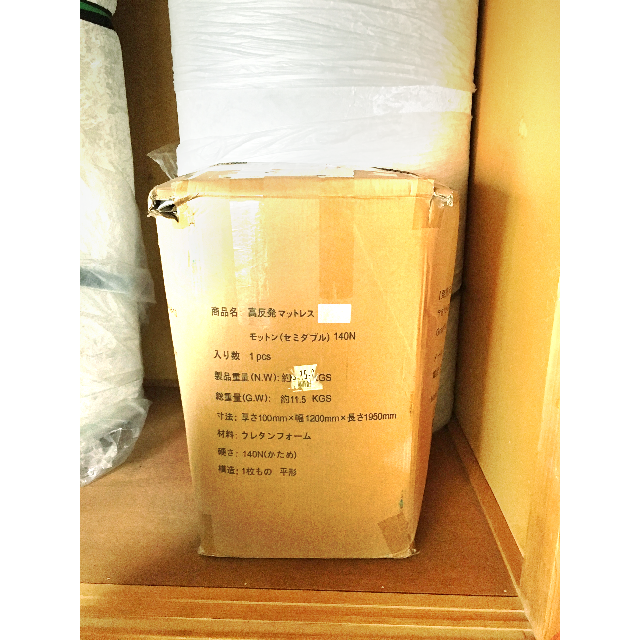 商品名: 高反発マットレス
モットン(セミダブル) 140N
入り数 1pcs
製品重量(N.W): 約 KGS
総重量(G.W): 約11.5 KGS
寸法: 厚さ100mm×幅1200mm×長さ1950mm
材料: ウレタンフォーム
硬さ: 140N(かため)
構造: 1枚もの 平形